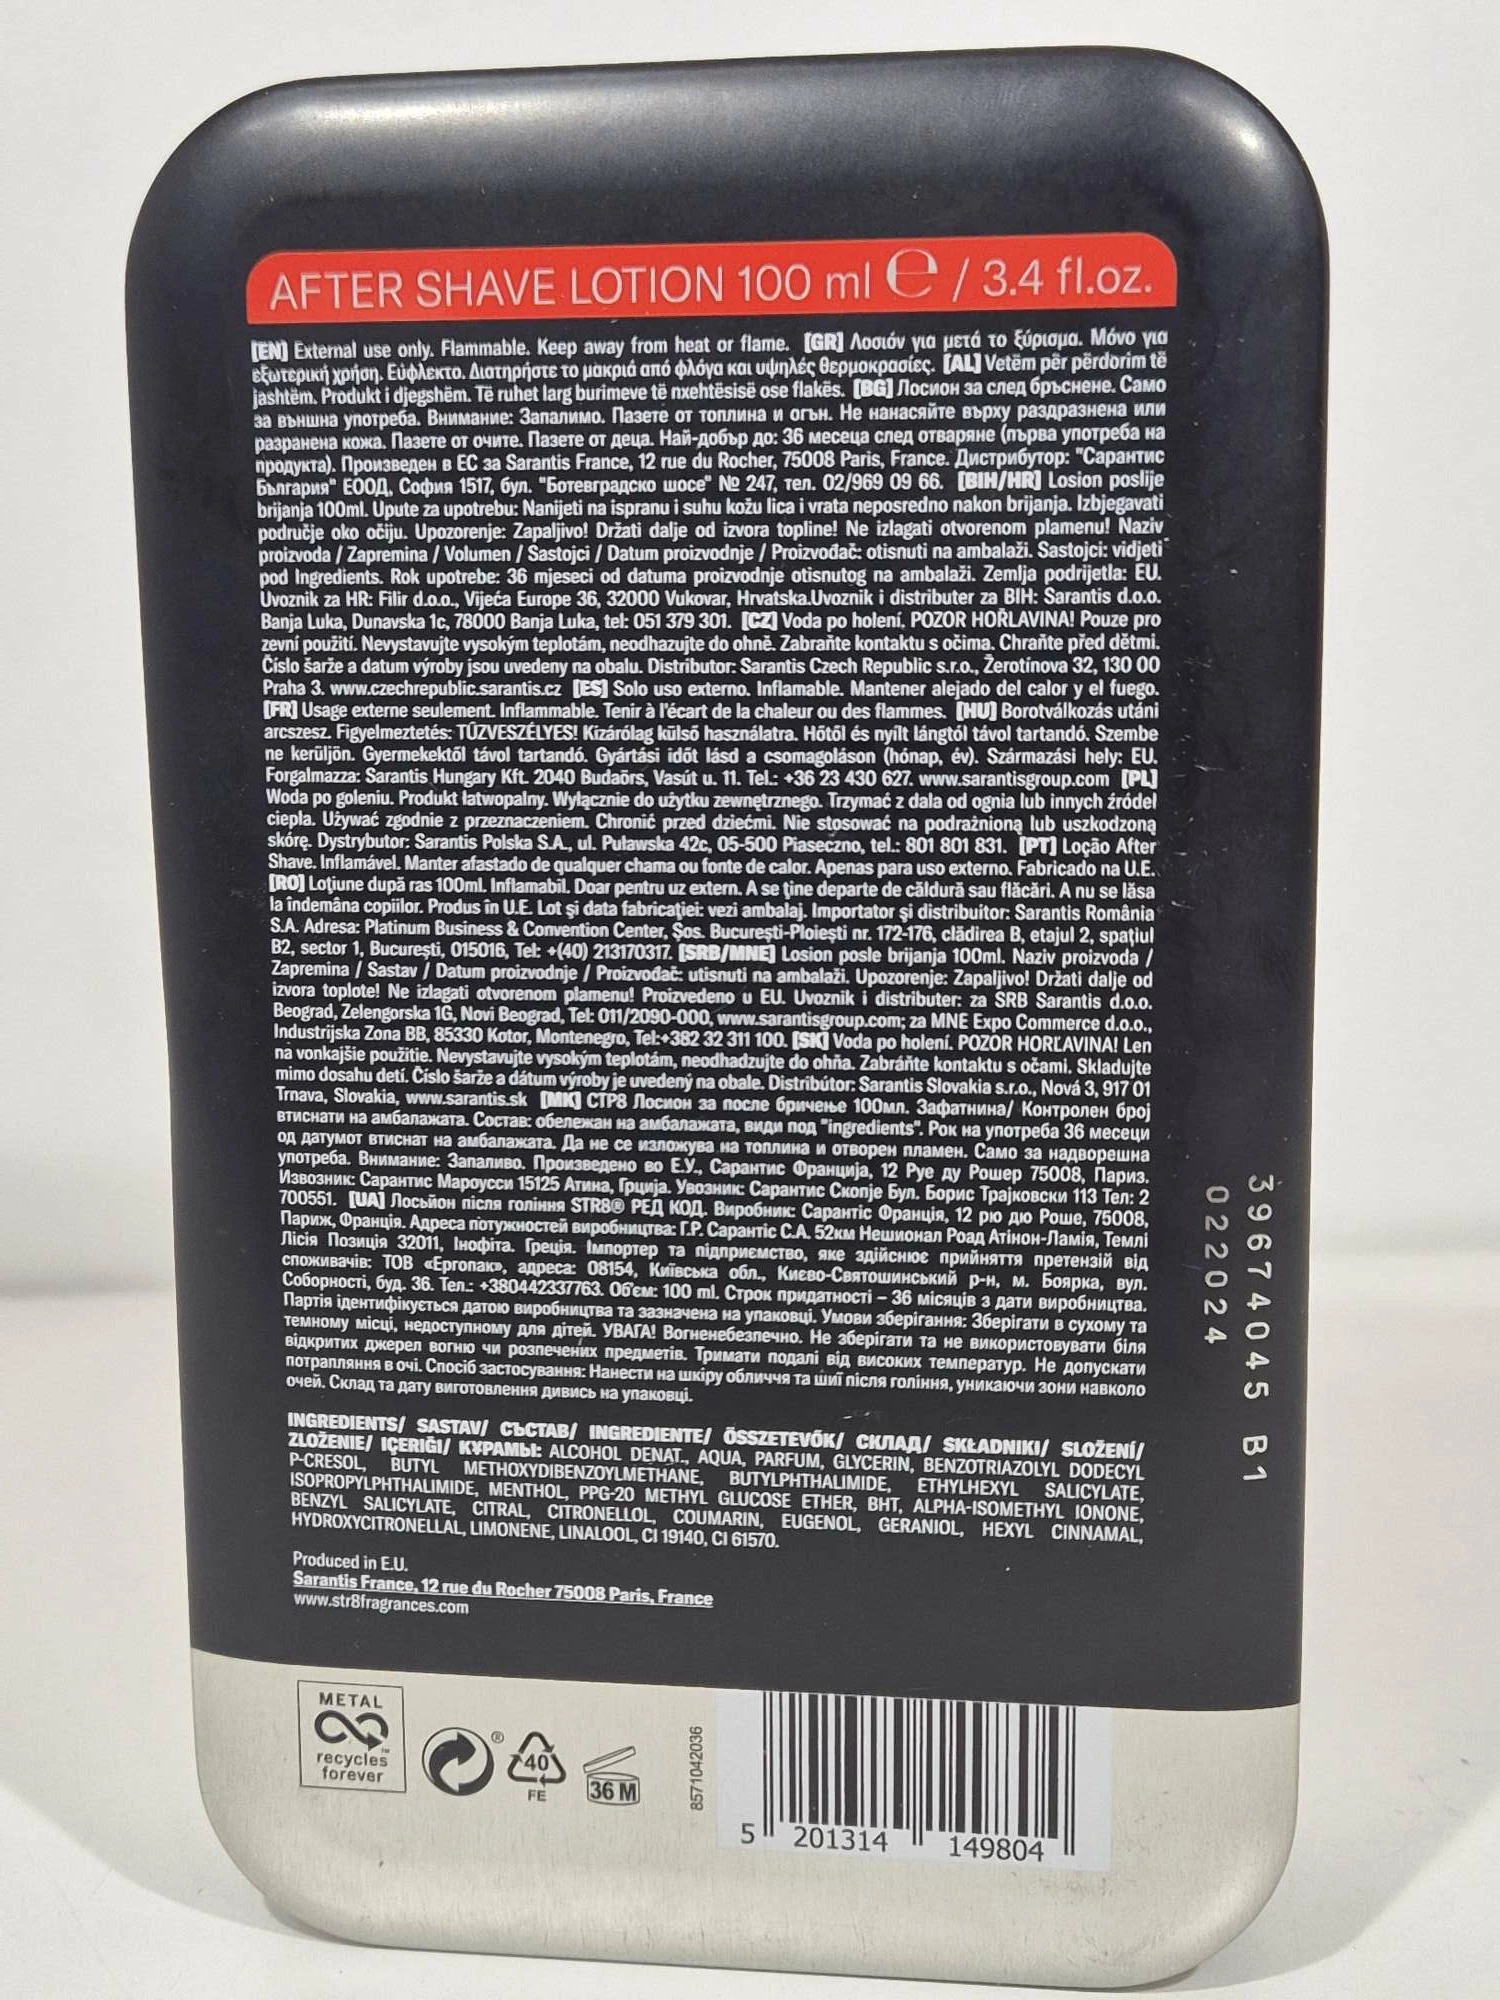 AFTER SHAVE LOTION 100 ml ℮ / 3.4 fl.oz.
[EN] External use only. Flammable. Keep away from heat or flame. [GR] Λοσιόν για μετά το ξύρισμα. Μόνο για
εξωτερική χρήση. Εύφλεκτο. Διατηρήστε το μακριά από φλόγα και υψηλές θερμοκρασίες. [AL] Vetëm për përdorim të
jashtëm. Produkt i djegshëm. Të ruhet larg burimeve të nxehtësisë ose flakës. [BG] Лосион за след бръснене. Само
за външна употреба. Внимание: Запалимо. Пазете от топлина и огън. Не нанасяйте върху раздразнена или
разранена кожа. Пазете от очите. Пазете от деца. Най-добър до: 36 месеца след отваряне (първа употреба на
продукта). Произведен в ЕС за Sarantis France, 12 rue du Rocher, 75008 Paris, France. Дистрибутор: "Сарантис
България" ЕООД, София 1517, бул. "Ботевградско шосе" № 247, тел. 02/969 09 66. [BIH/HR] Losion poslije
brijanja 100ml. Upute za upotrebu: Nanijeti na ispranu i suhu kožu lica i vrata neposredno nakon brijanja. Izbjegavati
područje oko očiju. Upozorenje: Zapaljivo! Držati dalje od izvora topline! Ne izlagati otvorenom plamenu! Naziv
proizvoda / Zapremina / Volumen / Sastojci / Datum proizvodnje / Proizvođač: otisnuti na ambalaži. Sastojci: vidjeti
pod Ingredients. Rok upotrebe: 36 mjeseci od datuma proizvodnje otisnutog na ambalaži. Zemlja podrijetla: EU.
Uvoznik za HR: Filir d.o.o., Vijeća Europe 36, 32000 Vukovar, Hrvatska.Uvoznik i distributer za BIH: Sarantis d.o.o.
Banja Luka, Dunavska 1c, 78000 Banja Luka, tel: 051 379 301. [CZ] Voda po holení. POZOR HOŘLAVINA! Pouze pro
zevní použití. Nevystavujte vysokým teplotám, neodhazujte do ohně. Zabraňte kontaktu s očima. Chraňte před dětmi.
Číslo šarže a datum výroby jsou uvedeny na obalu. Distributor: Sarantis Czech Republic s.r.o., Žerotínova 32, 130 00
Praha 3. www.czechrepublic.sarantis.cz [ES] Solo uso externo. Inflamable. Mantener alejado del calor y el fuego.
[FR] Usage externe seulement. Inflammable. Tenir à l'écart de la chaleur ou des flammes. [HU] Borotválkozás utáni
arcszesz. Figyelmeztetés: TŰZVESZÉLYES! Kizárólag külső használatra. Hőtől és nyílt lángtól távol tartandó. Szembe
ne kerüljön. Gyermekektől távol tartandó. Gyártási időt lásd a csomagoláson (hónap, év). Származási hely: EU.
Forgalmazza: Sarantis Hungary Kft. 2040 Budaörs, Vasút u. 11. Tel.: +36 23 430 627. www.sarantisgroup.com [PL]
Woda po goleniu. Produkt łatwopalny. Wyłącznie do użytku zewnętrznego. Trzymać z dala od ognia lub innych źródeł
ciepła. Używać zgodnie z przeznaczeniem. Chronić przed dziećmi. Nie stosować na podrażnioną lub uszkodzoną
skórę. Dystrybutor: Sarantis Polska S.A., ul. Puławska 42c, 05-500 Piaseczno, tel.: 801 801 831. [PT] Loção After
Shave. Inflamável. Manter afastado de qualquer chama ou fonte de calor. Apenas para uso externo. Fabricado na U.E.
[RO] Loţiune după ras 100ml. Inflamabil. Doar pentru uz extern. A se ţine departe de căldură sau flăcări. A nu se lăsa
la îndemâna copiilor. Produs in U.E. Lot şi data fabricaţiei: vezi ambalaj. Importator şi distribuitor: Sarantis România
S.A. Adresa: Platinum Business & Convention Center, Şos. Bucureşti-Ploieşti nr. 172-176, clădirea B, etajul 2, spaţiul
B2, sector 1, Bucureşti, 015016, Tel: +(40) 213170317. [SRB/MNE] Losion posle brijanja 100ml. Naziv proizvoda /
Zapremina / Sastav / Datum proizvodnje / Proizvođač: utisnuti na ambalaži. Upozorenje: Zapaljivo! Držati dalje od
izvora toplote! Ne izlagati otvorenom plamenu! Proizvedeno u EU. Uvoznik i distributer: za SRB Sarantis d.o.o.
Beograd, Zelengorska 1G, Novi Beograd, Tel: 011/2090-000, www.sarantisgroup.com; za MNE Expo Commerce d.o.o.,
Industrijska Zona BB, 85330 Kotor, Montenegro, Tel:+382 32 311 100. [SK] Voda po holení. POZOR HORĽAVINA! Len
na vonkajšie použitie. Nevystavujte vysokým teplotám, neodhadzujte do ohňa. Zabráňte kontaktu s očami. Skladujte
mimo dosahu detí. Číslo šarže a dátum výroby je uvedený na obale. Distribútor: Sarantis Slovakia s.r.o., Nová 3, 917 01
Trnava, Slovakia, www.sarantis.sk [MK] СТР8 Лосион за после бричење 100мл. Зафатнина/ Контролен број
втиснати на амбалажата. Состав: обележан на амбалажата, види под "ingredients". Рок на употреба 36 месеци
од датумот втиснат на амбалажата. Да не се изложува на топлина и отворен пламен. Само за надворешна
употреба. Внимание: Запаливо. Произведено во Е.У., Сарантис Франција, 12 Руе ду Рошер 75008, Париз.
Извозник: Сарантис Мароусси 15125 Атина, Грција. Увозник: Сарантис Скопје Бул. Борис Трајковски 113 Тел: 2
700551. [UA] Лосьйон після гоління STR8® РЕД КОД. Виробник: Сарантіс Франція, 12 рю дю Роше, 75008,
Париж, Франція. Адреса потужностей виробництва: Г.Р. Сарантіс С.А. 52км Нешионал Роад Атінон-Ламія, Темлі
Лісія Позиція 32011, Інофіта. Греція. Імпортер та підприємство, яке здійснює прийняття претензій від
споживачів: ТОВ «Ергопак», адреса: 08154, Київська обл., Києво-Святошинський р-н, м. Боярка, вул.
Соборності, буд. 36. Тел.: +380442337763. Об'єм: 100 ml. Строк придатності – 36 місяців з дати виробництва.
Партія ідентифікується датою виробництва та зазначена на упаковці. Умови зберігання: Зберігати в сухому та
темному місці, недоступному для дітей. УВАГА! Вогненебезпечно. Не зберігати та не використовувати біля
відкритих джерел вогню чи розпечених предметів. Тримати подалі від високих температур. Не допускати
потрапляння в очі. Спосіб застосування: Нанести на шкіру обличчя та шиї після гоління, уникаючи зони навколо
очей. Склад та дату виготовлення дивись на упаковці.
INGREDIENTS/ SASTAV/ СЪСТАВ/ INGREDIENTE/ ÖSSZETEVŐK/ СКЛАД/ SKŁADNIKI/ SLOŽENÍ/
ZLOŽENIE/ İÇERİĞİ/ ҚҰРАМЫ: ALCOHOL DENAT., AQUA, PARFUM, GLYCERIN, BENZOTRIAZOLYL DODECYL
P-CRESOL, BUTYL METHOXYDIBENZOYLMETHANE, BUTYLPHTHALIMIDE, ETHYLHEXYL SALICYLATE,
ISOPROPYLPHTHALIMIDE, MENTHOL, PPG-20 METHYL GLUCOSE ETHER, BHT, ALPHA-ISOMETHYL IONONE,
BENZYL SALICYLATE, CITRAL, CITRONELLOL, COUMARIN, EUGENOL, GERANIOL, HEXYL CINNAMAL,
HYDROXYCITRONELLAL, LIMONENE, LINALOOL, CI 19140, CI 61570.
Produced in E.U.
Sarantis France, 12 rue du Rocher 75008 Paris, France
www.str8fragrances.com
39674045 B1
022024
METAL
recycles
forever
™
®
40
FE
36 M
8571042036
5 201314 149804